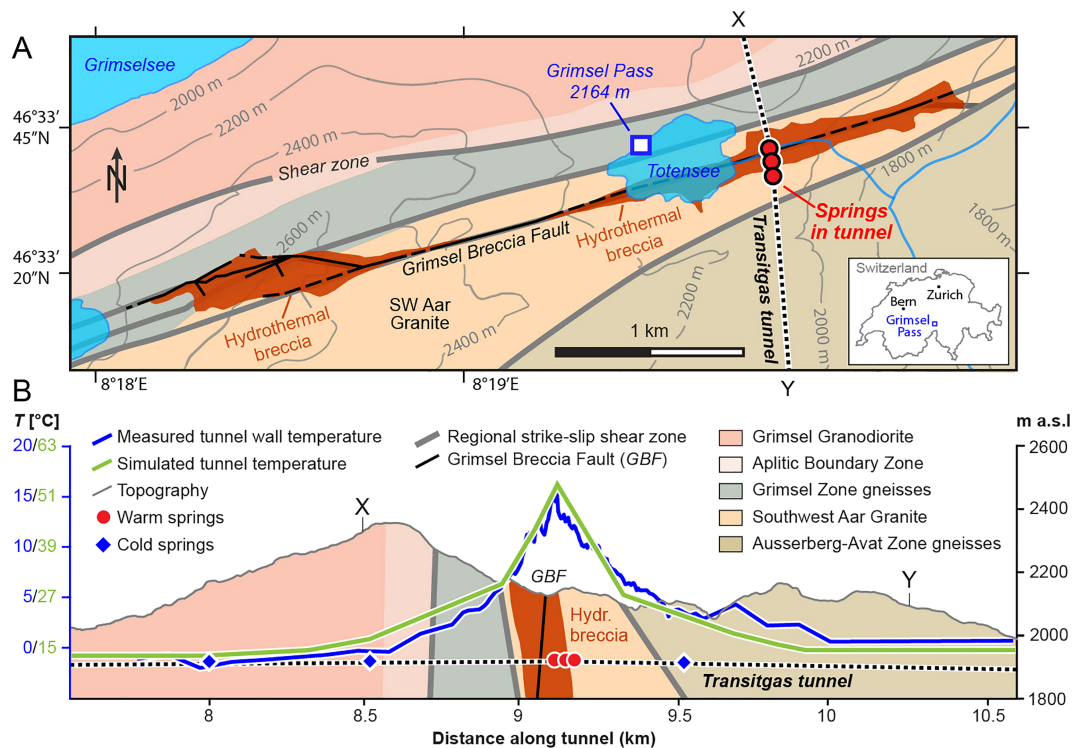 A
X
Grimselsee
2000 m
2200 m
2400 m
2200 m
Grimsel Pass
2164 m
46°33′
45″N
N
Shear zone
Totensee
1800 m
Springs
in tunnel
1800 m
2600 m
Grimsel Breccia Fault
Hydrothermal
breccia
46°33′
20″N
Hydrothermal
breccia
SW Aar
Granite
2400 m
2200 m
2000 m
Transitgas tunnel
1 km
Switzerland
Bern
Zurich
Grimsel
Pass
8°18′E
8°19′E
Y
B
T [°C]
m a.s.l
20/63
15/51
10/39
5/27
0/15
Measured tunnel wall temperature
Simulated tunnel temperature
Topography
Warm springs
Cold springs
Regional strike-slip shear zone
Grimsel Breccia Fault (GBF)
Grimsel Granodiorite
Aplitic Boundary Zone
Grimsel Zone gneisses
Southwest Aar Granite
Ausserberg-Avat Zone gneisses
2600
2400
2200
2000
1800
X
GBF
Y
Hydr.
breccia
Transitgas tunnel
8
8.5
9
9.5
10
10.5
Distance along tunnel (km)